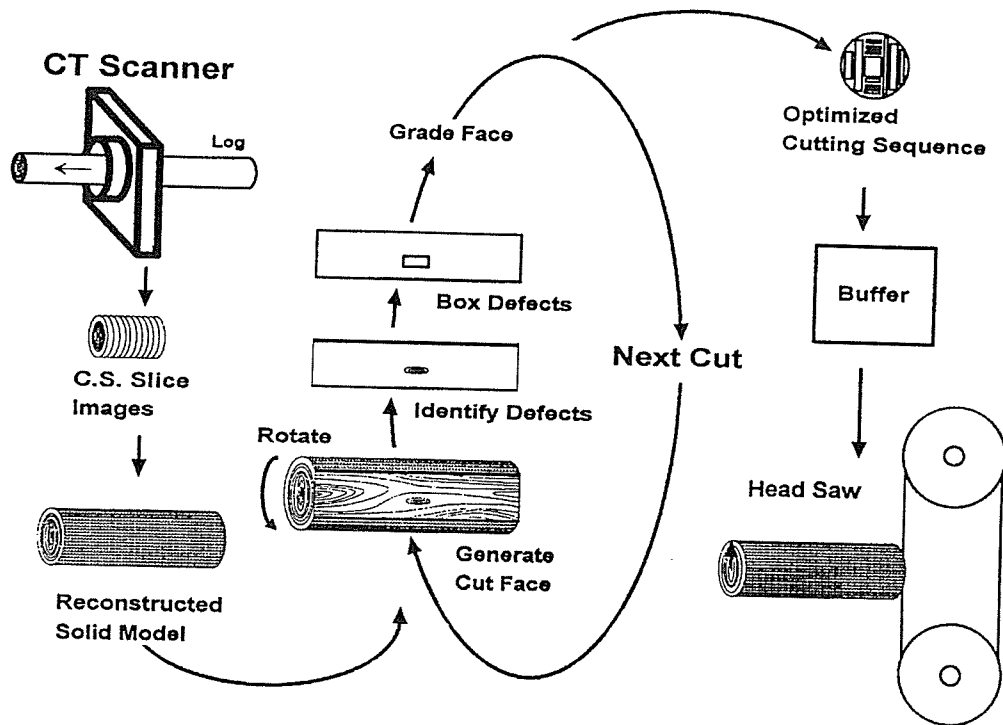 CT Scanner
Log
C.S. Slice
Images
Reconstructed
Solid Model
Rotate
Generate
Cut Face
Identify Defects
Box Defects
Grade Face
Next Cut
Optimized
Cutting Sequence
Buffer
Head Saw